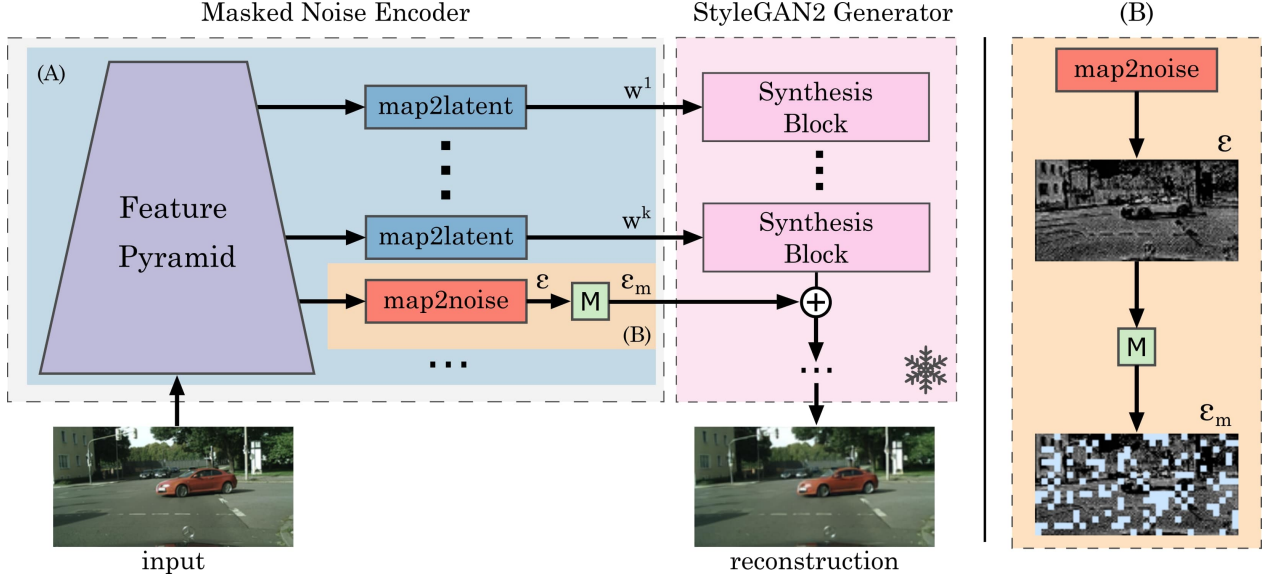 Masked Noise Encoder
StyleGAN2 Generator
(B)
(A)
Feature
Pyramid
map2latent
w¹
Synthesis
Block
map2latent
wᵏ
Synthesis
Block
map2noise
ε
M
εₘ
+
(B)
...
...
input
reconstruction
map2noise
ε
M
εₘ